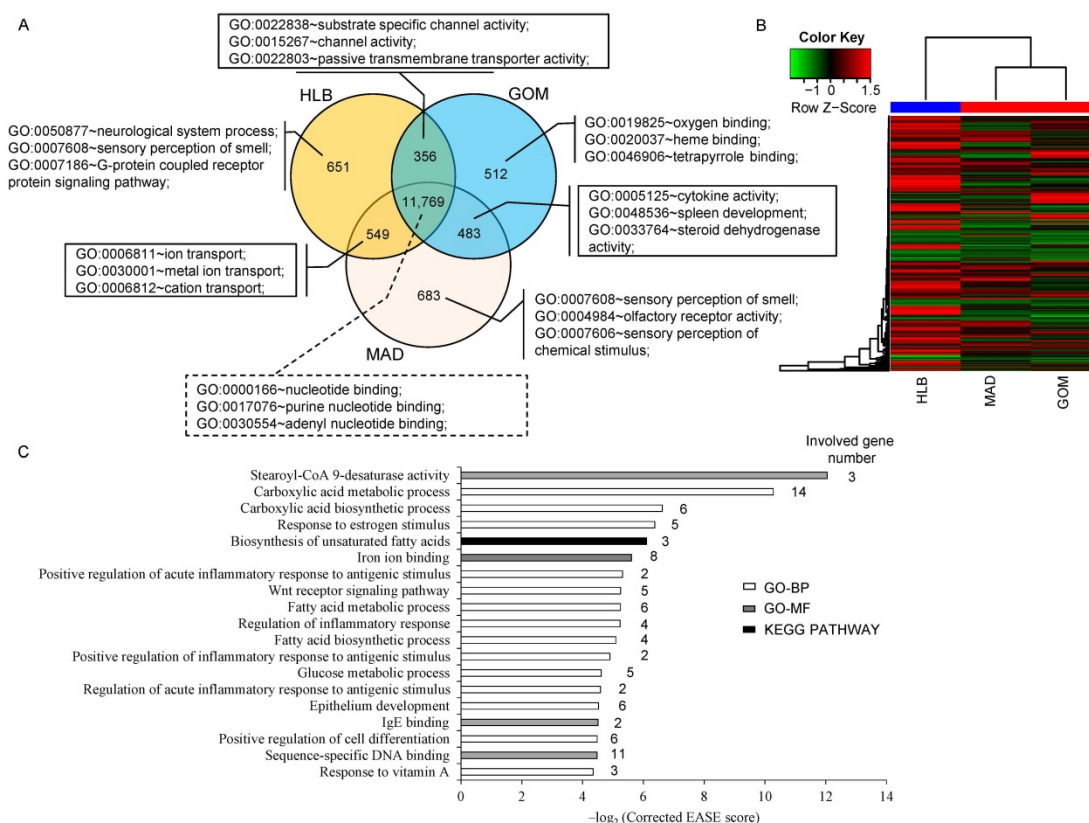 A
GO:0022838~substrate specific channel activity;
GO:0015267~channel activity;
GO:0022803~passive transmembrane transporter activity;
HLB
GOM
GO:0050877~neurological system process;
GO:0007608~sensory perception of smell;
GO:0007186~G-protein coupled receptor
protein signaling pathway;
GO:0019825~oxygen binding;
GO:0020037~heme binding;
GO:0046906~tetrapyrrole binding;
651
356
512
11,769
549
483
683
GO:0005125~cytokine activity;
GO:0048536~spleen development;
GO:0033764~steroid dehydrogenase
activity;
GO:0006811~ion transport;
GO:0030001~metal ion transport;
GO:0006812~cation transport;
MAD
GO:0007608~sensory perception of smell;
GO:0004984~olfactory receptor activity;
GO:0007606~sensory perception of
chemical stimulus;
GO:0000166~nucleotide binding;
GO:0017076~purine nucleotide binding;
GO:0030554~adenyl nucleotide binding;
B
Color Key
−1 0 1.5
Row Z-Score
HLB
MAD
GOM
C
Involved gene
number
Stearoyl-CoA 9-desaturase activity 3
Carboxylic acid metabolic process 14
Carboxylic acid biosynthetic process 6
Response to estrogen stimulus 5
Biosynthesis of unsaturated fatty acids 3
Iron ion binding 8
Positive regulation of acute inflammatory response to antigenic stimulus 2
Wnt receptor signaling pathway 5
Fatty acid metabolic process 6
Regulation of inflammatory response 4
Fatty acid biosynthetic process 4
Positive regulation of inflammatory response to antigenic stimulus 2
Glucose metabolic process 5
Regulation of acute inflammatory response to antigenic stimulus 2
Epithelium development 6
IgE binding 2
Positive regulation of cell differentiation 6
Sequence-specific DNA binding 11
Response to vitamin A 3
GO-BP
GO-MF
KEGG PATHWAY
0 2 4 6 8 10 12 14
−log₂ (Corrected EASE score)